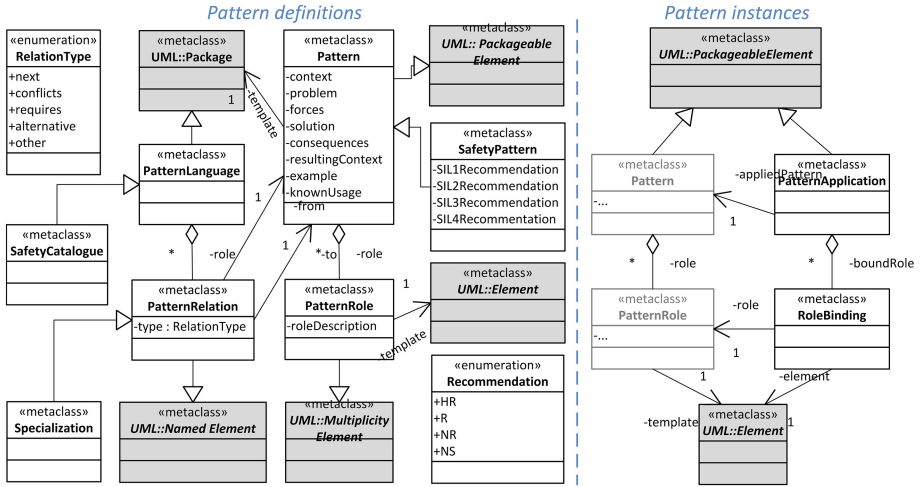 Pattern definitions
«enumeration»
RelationType
+next
+conflicts
+requires
+alternative
+other
«metaclass»
UML::Package
1
-template
«metaclass»
Pattern
-context
-problem
-forces
-solution
-consequences
-resultingContext
-example
-knownUsage
-from
«metaclass»
UML:: Packageable
Element
«metaclass»
SafetyPattern
-SIL1Recommendation
-SIL2Recommendation
-SIL3Recommendation
-SIL4Recommentation
«metaclass»
PatternLanguage
«metaclass»
SafetyCatalogue
1
1
*
-role
*
-to
-role
«metaclass»
PatternRelation
-type : RelationType
«metaclass»
PatternRole
-roleDescription
1
-template
«metaclass»
UML::Element
«enumeration»
Recommendation
+HR
+R
+NR
+NS
«metaclass»
Specialization
«metaclass»
UML::Named Element
«metaclass»
UML::Multiplicity
Element
Pattern instances
«metaclass»
UML::PackageableElement
«metaclass»
Pattern
-...
-appliedPattern
1
«metaclass»
PatternApplication
*
-role
*
-boundRole
«metaclass»
PatternRole
-...
-role
1
«metaclass»
RoleBinding
1
-element
-template
1
«metaclass»
UML::Element